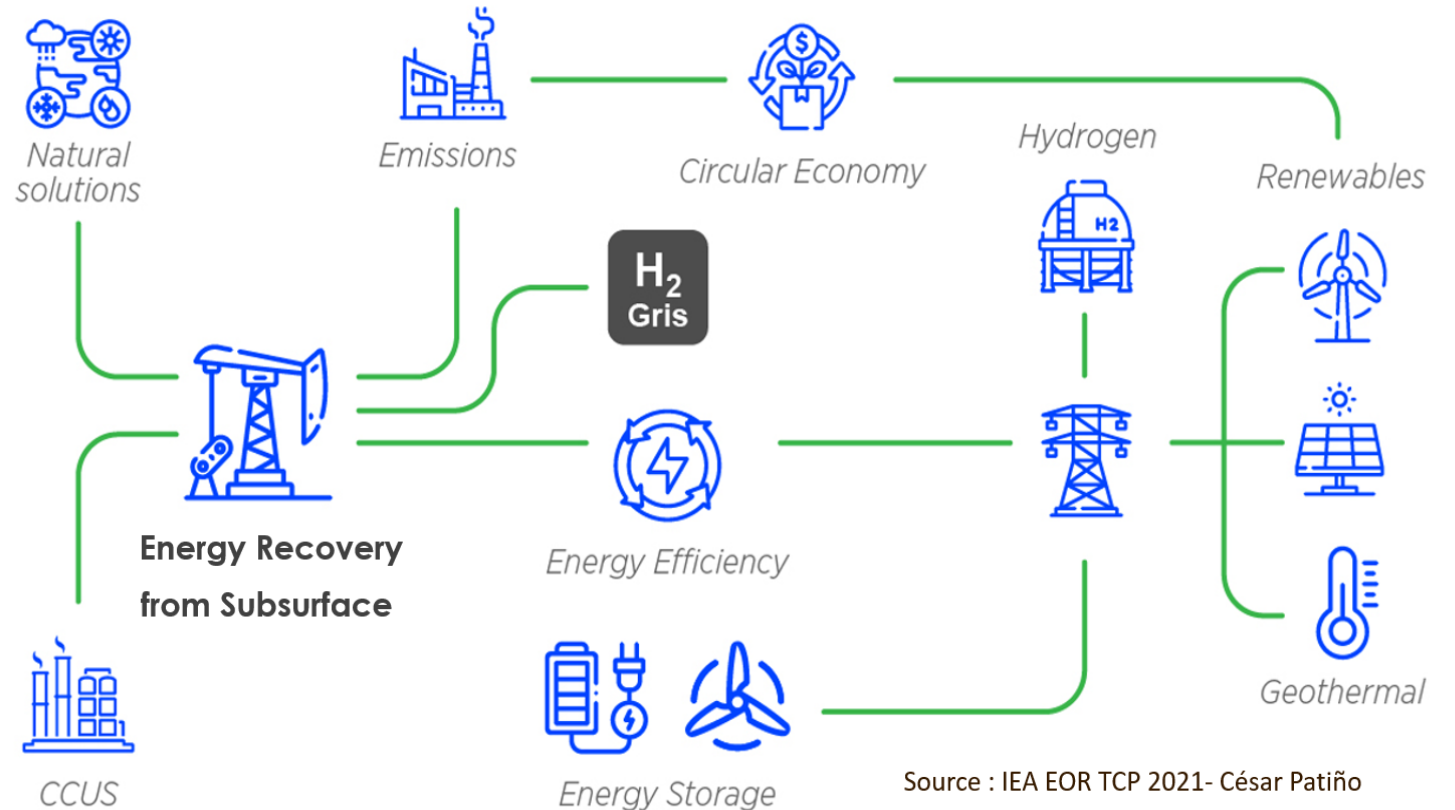 Natural
solutions
Emissions
Circular Economy
Hydrogen
Renewables
H2
H₂
Gris
Energy Recovery
from Subsurface
Energy Efficiency
Geothermal
CCUS
Energy Storage
Source : IEA EOR TCP 2021- César Patiño